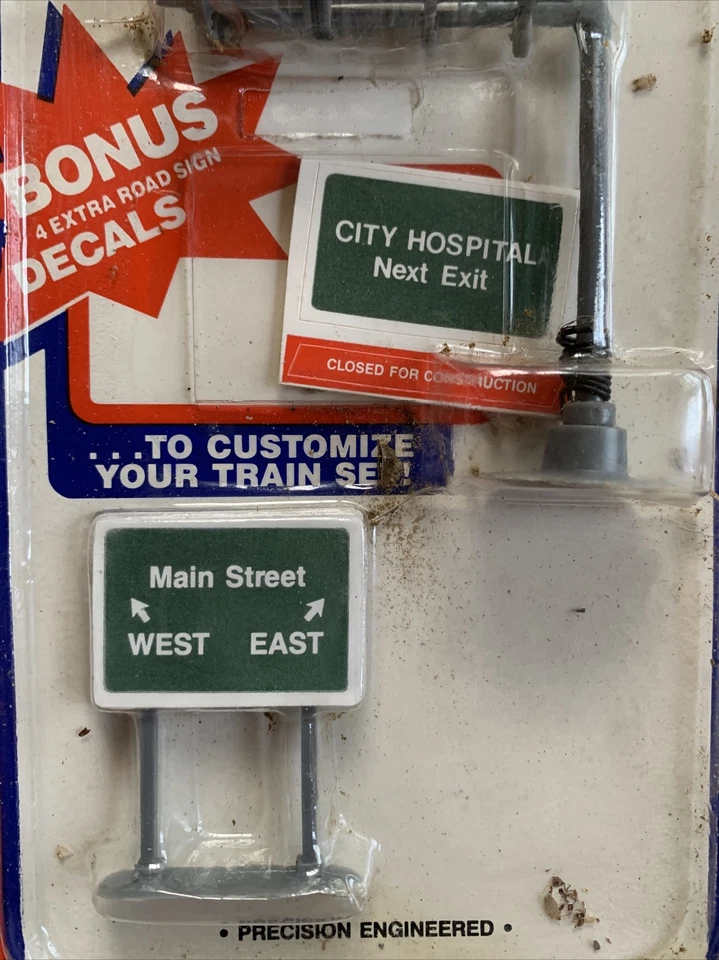 BONUS
4 EXTRA ROAD SIGN
DECALS
CITY HOSPITAL
Next Exit
CLOSED FOR CONSTRUCTION
. . .TO CUSTOMIZE
YOUR TRAIN SET!
Main Street
WEST EAST
• PRECISION ENGINEERED •